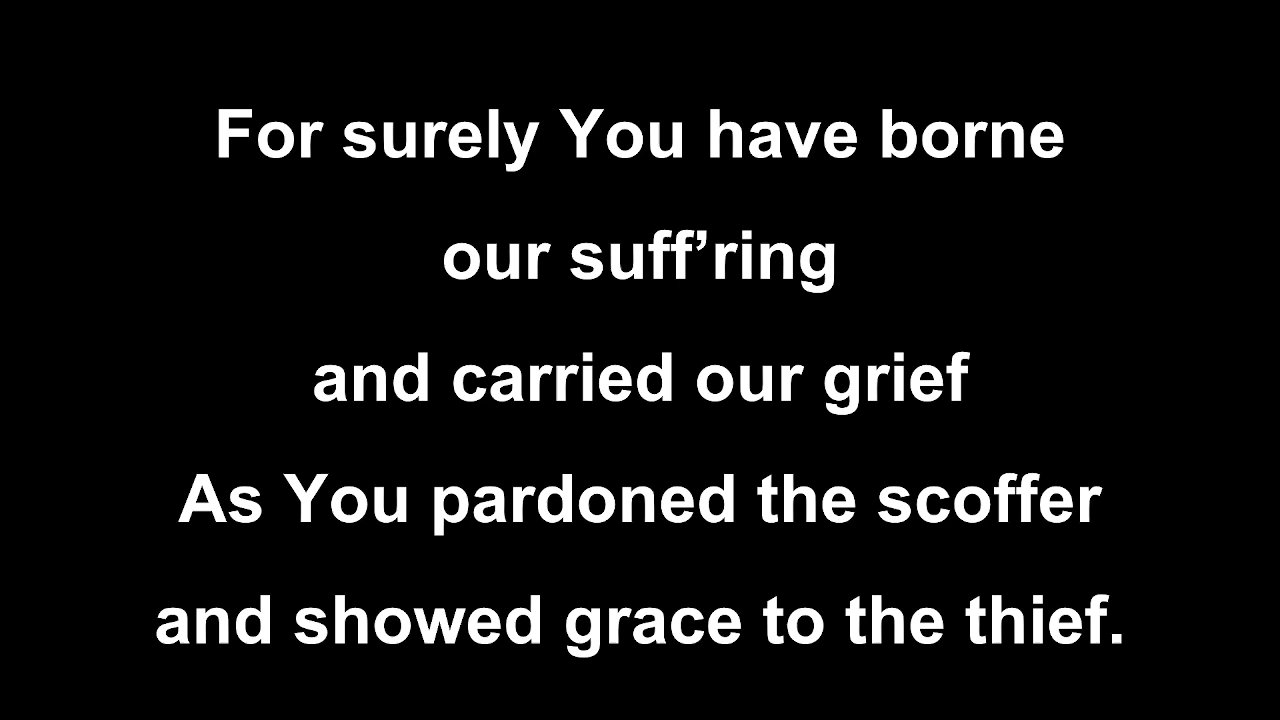 For surely You have borne
our suff’ring
and carried our grief
As You pardoned the scoffer
and showed grace to the thief.